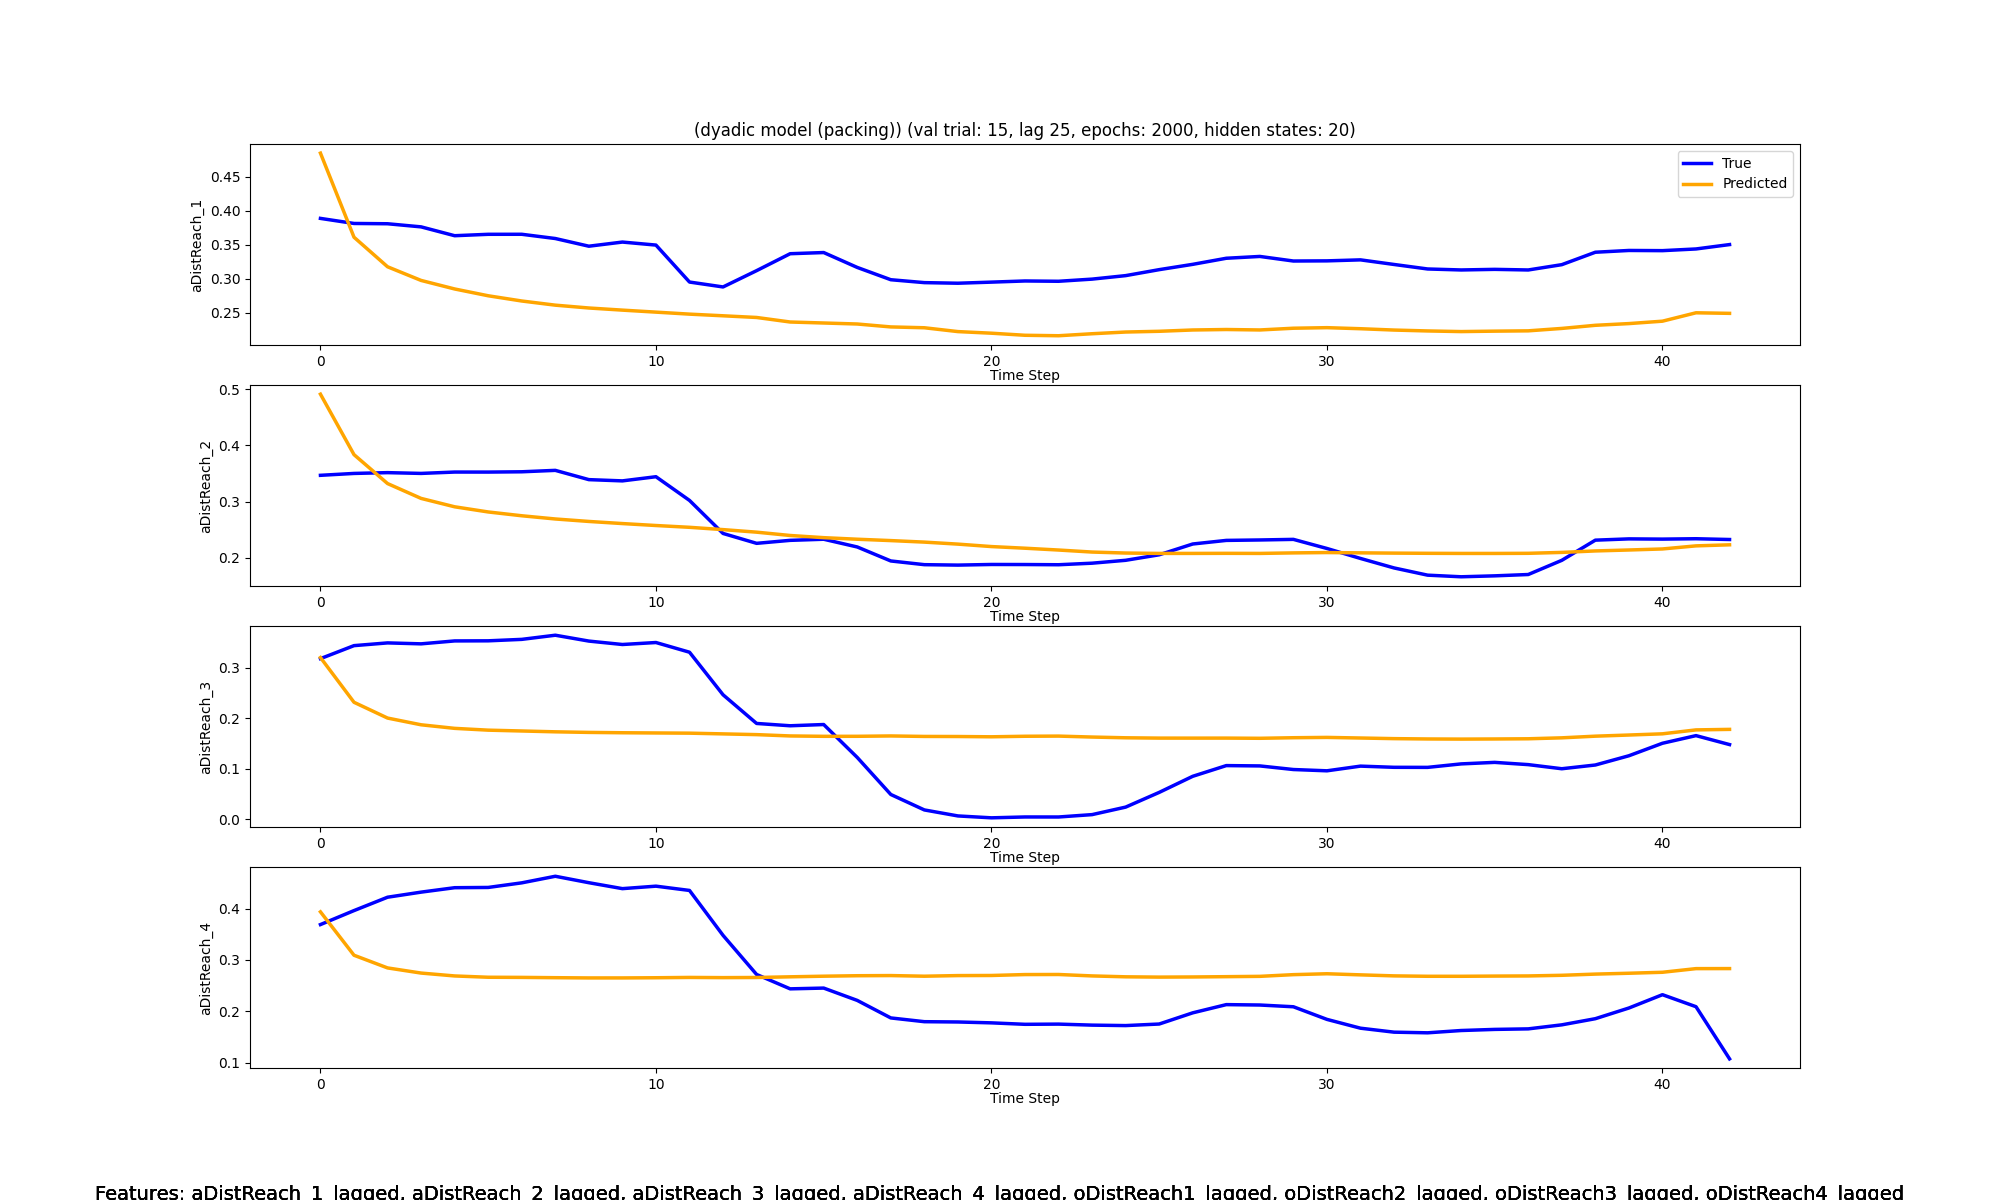 (dyadic model (packing)) (val trial: 15, lag 25, epochs: 2000, hidden states: 20)
True
Predicted
aDistReach_1
0.45
0.40
0.35
0.30
0.25
0 10 20 30 40
Time Step
aDistReach_2
0.5
0.4
0.3
0.2
0 10 20 30 40
Time Step
aDistReach_3
0.3
0.2
0.1
0.0
0 10 20 30 40
Time Step
aDistReach_4
0.4
0.3
0.2
0.1
0 10 20 30 40
Time Step
Features: aDistReach_1_lagged, aDistReach_2_lagged, aDistReach_3_lagged, aDistReach_4_lagged, oDistReach1_lagged, oDistReach2_lagged, oDistReach3_lagged, oDistReach4_lagged